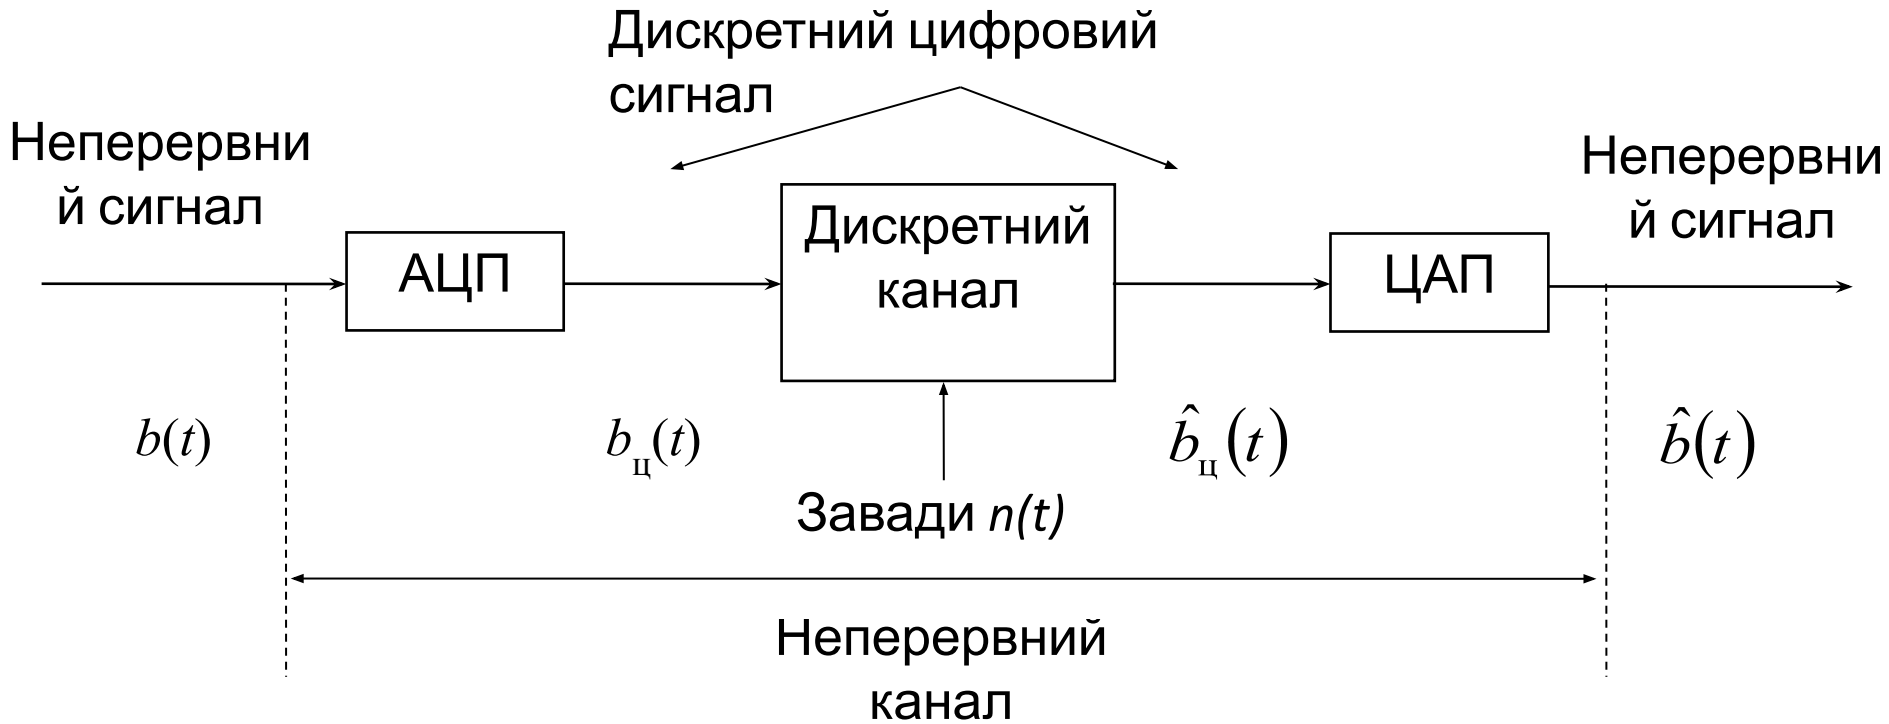 Дискретний цифровий
сигнал
Неперервни
й сигнал
Неперервни
й сигнал
АЦП
Дискретний
канал
ЦАП
b(t)
bц(t)
b̂ц(t)
b̂(t)
Завади n(t)
Неперервний
канал